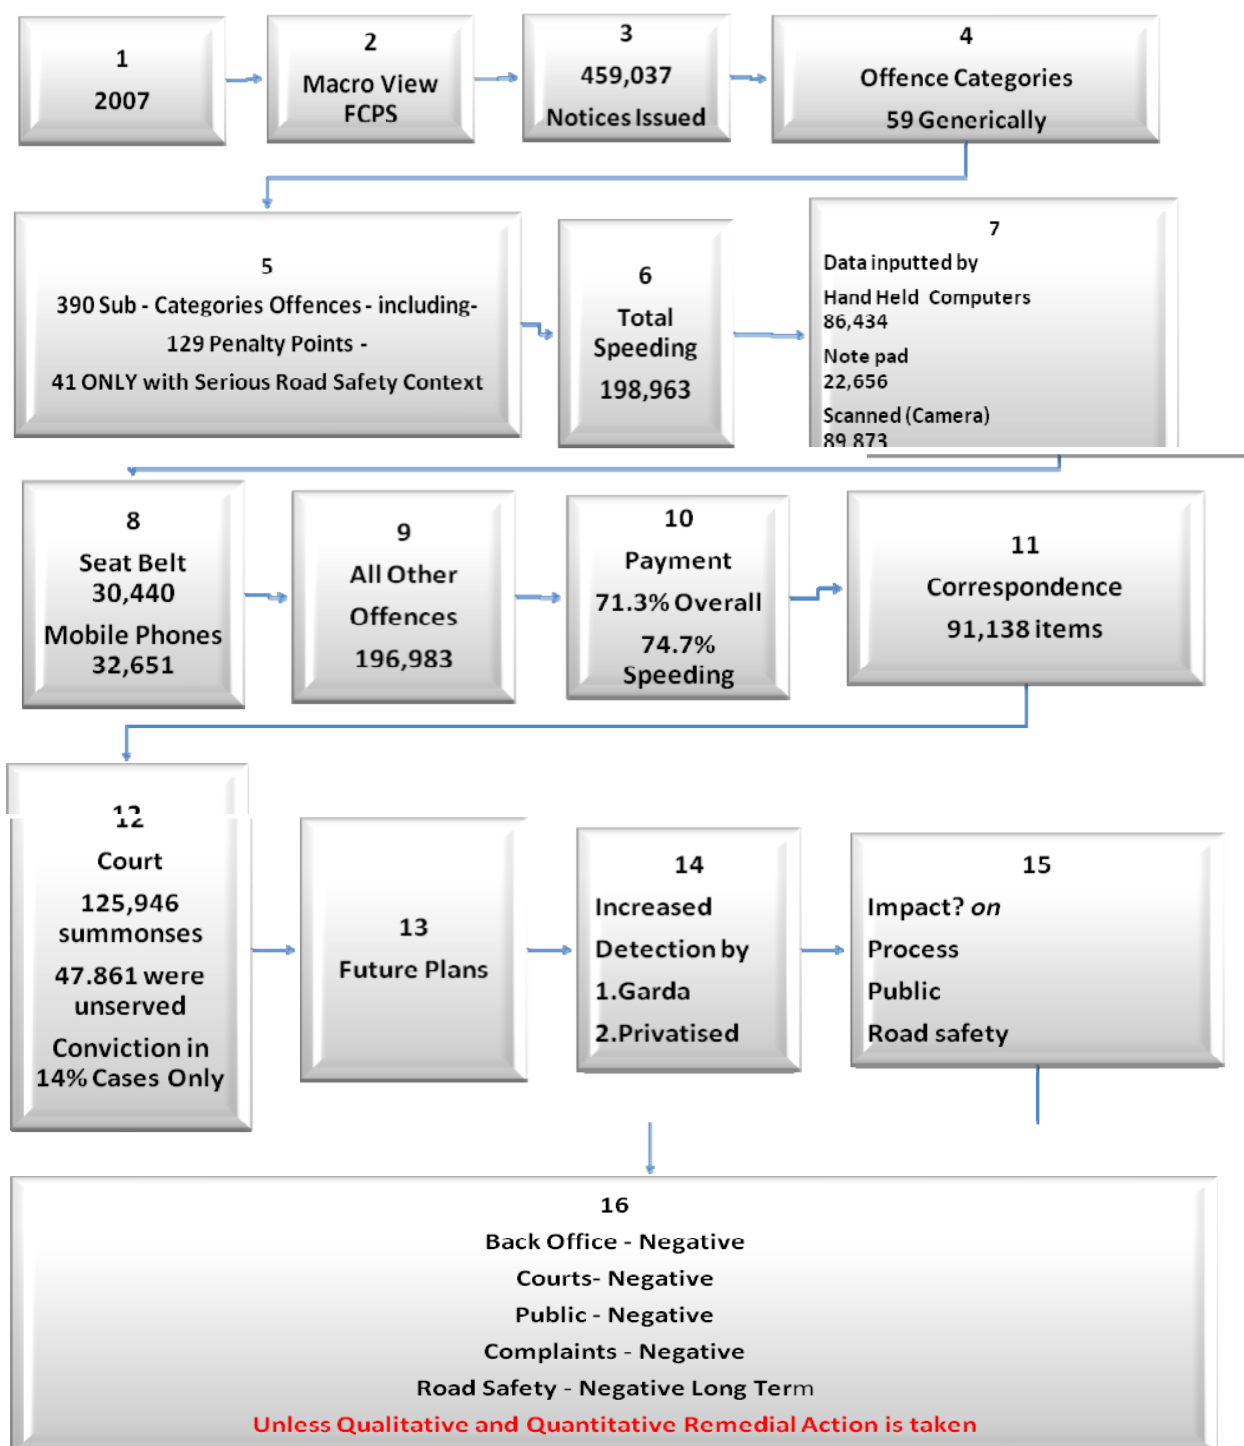 1
2007
2
Macro View
FCPS
3
459,037
Notices Issued
4
Offence Categories
59 Generically
5
390 Sub - Categories Offences - including-
129 Penalty Points -
41 ONLY with Serious Road Safety Context
6
Total
Speeding
198,963
7
Data inputted by
Hand Held Computers
86,434
Note pad
22,656
Scanned (Camera)
89,873
8
Seat Belt
30,440
Mobile Phones
32,651
9
All Other
Offences
196,983
10
Payment
71.3% Overall
74.7%
Speeding
11
Correspondence
91,138 items
12
Court
125,946
summonses
47.861 were
unserved
Conviction in
14% Cases Only
13
Future Plans
14
Increased
Detection by
1.Garda
2.Privatised
15
Impact? on
Process
Public
Road safety
16
Back Office - Negative
Courts- Negative
Public - Negative
Complaints - Negative
Road Safety - Negative Long Term
Unless Qualitative and Quantitative Remedial Action is taken